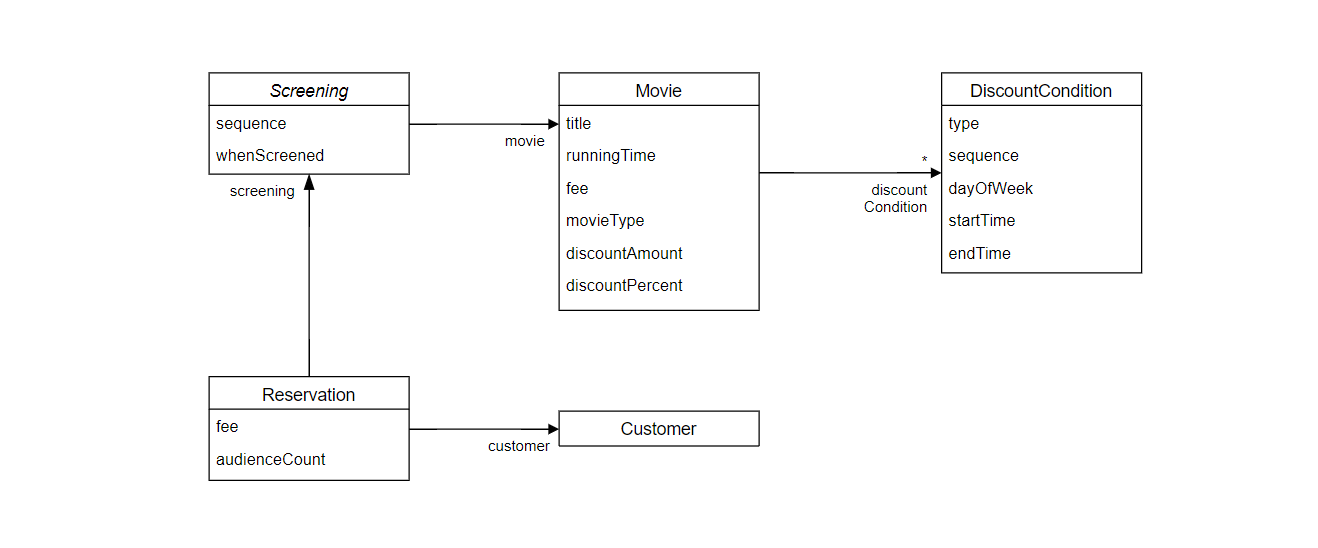 Screening
sequence
whenScreened
screening
movie
Movie
title
runningTime
fee
movieType
discountAmount
discountPercent
*
discount
Condition
DiscountCondition
type
sequence
dayOfWeek
startTime
endTime
Reservation
fee
audienceCount
customer
Customer